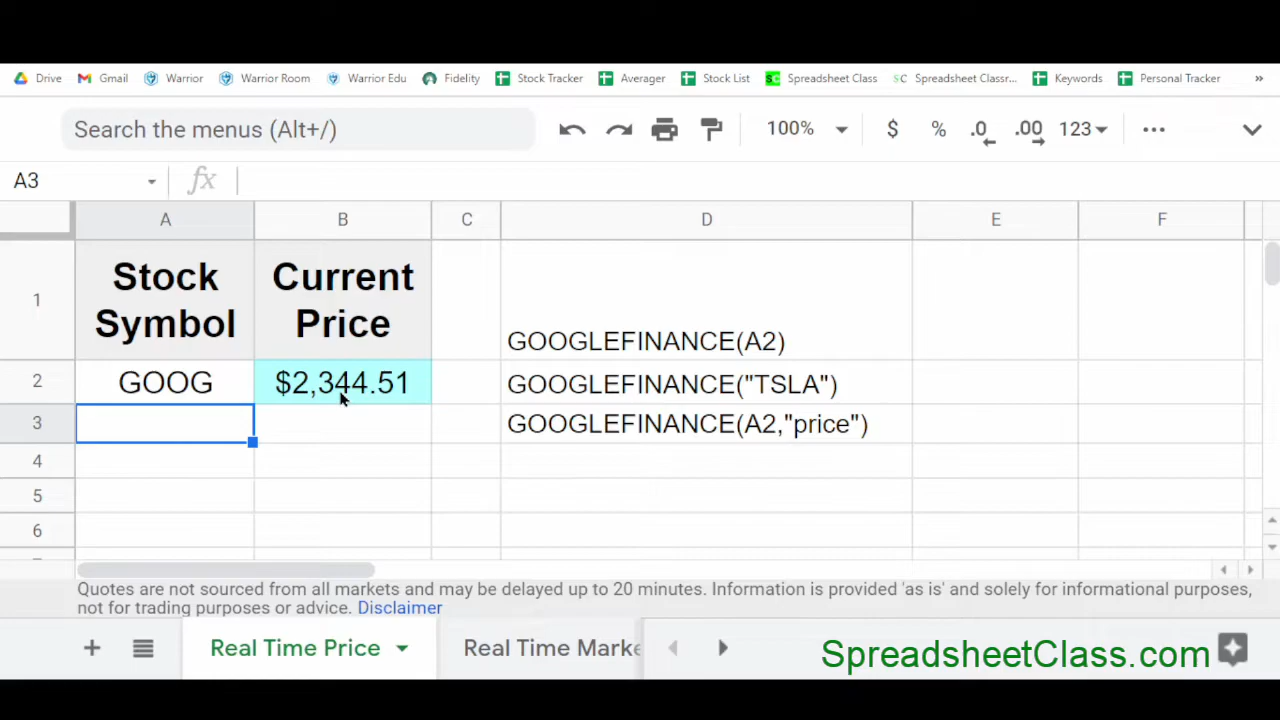 Drive Gmail Warrior Warrior Room Warrior Edu Fidelity Stock Tracker Averager Stock List Spreadsheet Class Spreadsheet Classr... Keywords Personal Tracker »
Search the menus (Alt+/) 100% $ % .0 .00 123
A3 fx
A B C D E F
1 Stock Symbol Current Price GOOGLEFINANCE(A2)
2 GOOG $2,344.51 GOOGLEFINANCE("TSLA")
3 GOOGLEFINANCE(A2,"price")
4
5
6
Quotes are not sourced from all markets and may be delayed up to 20 minutes. Information is provided 'as is' and solely for informational purposes,
not for trading purposes or advice. Disclaimer
Real Time Price Real Time Marke
SpreadsheetClass.com